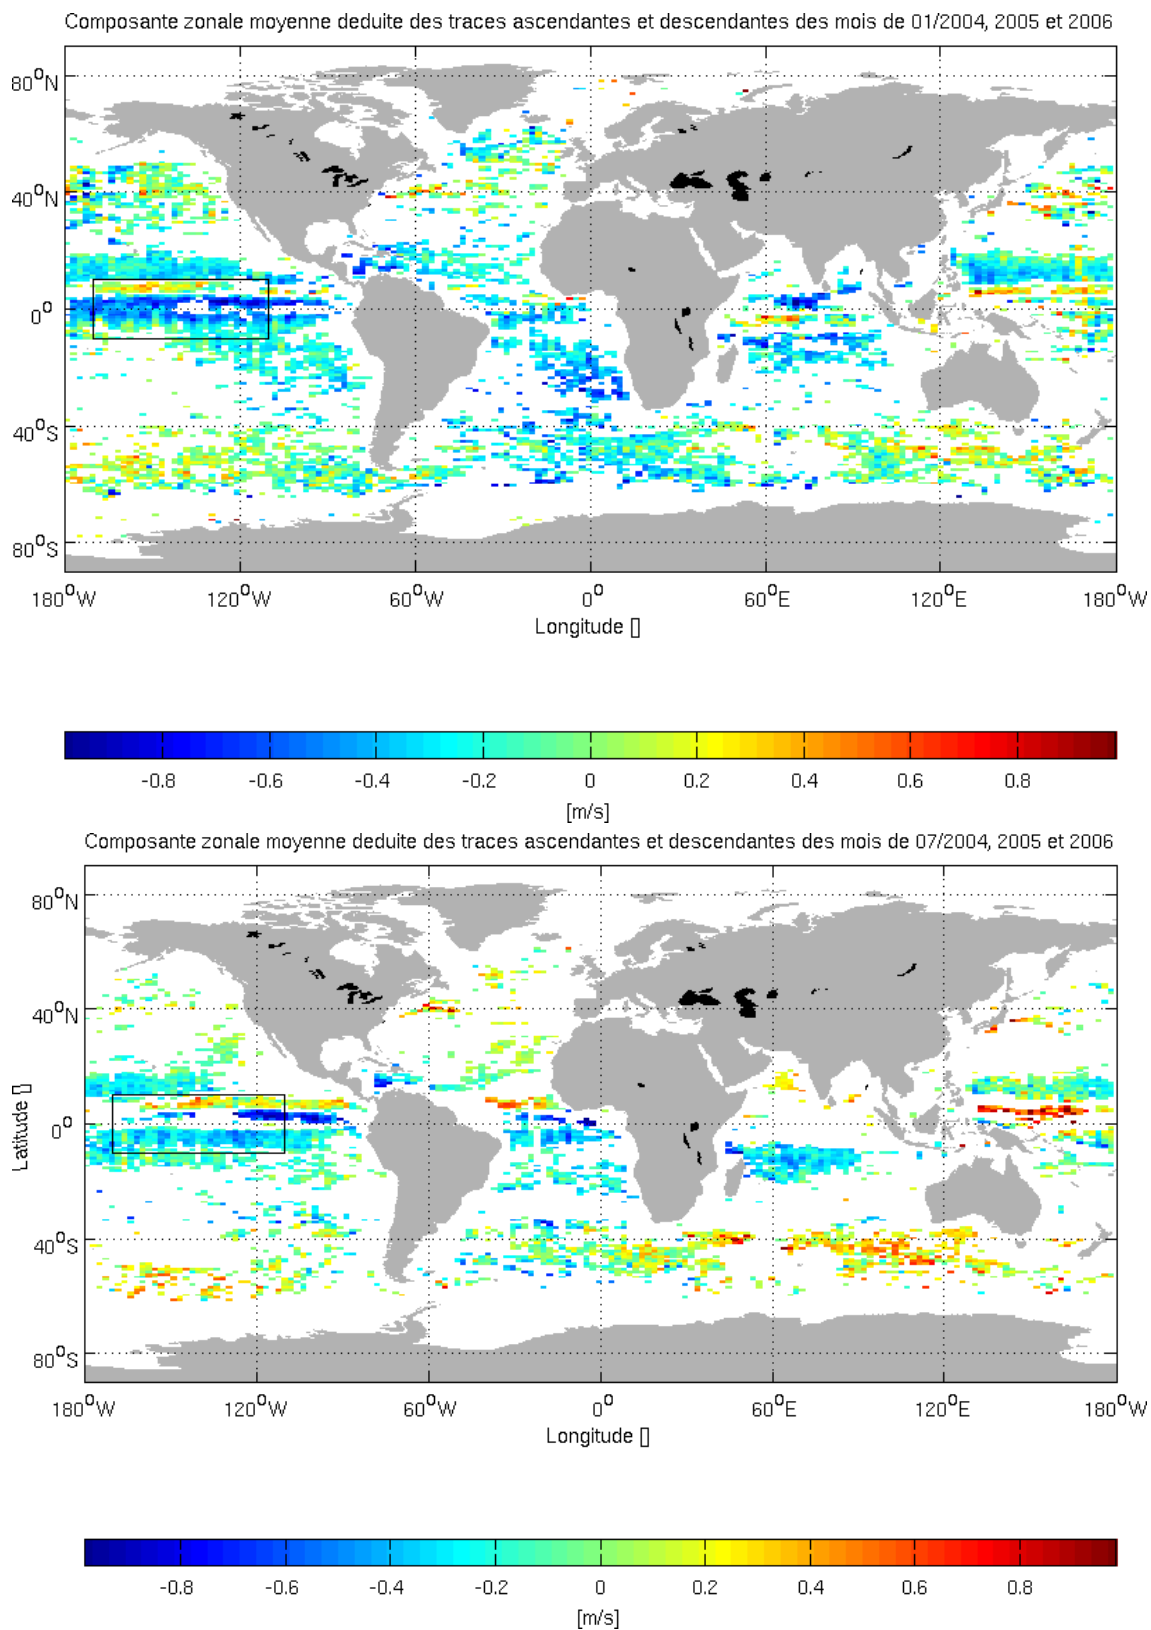 Composante zonale moyenne deduite des traces ascendantes et descendantes des mois de 01/2004, 2005 et 2006
80°N
40°N
0°
40°S
80°S
180°W 120°W 60°W 0° 60°E 120°E 180°W
Longitude []
-0.8 -0.6 -0.4 -0.2 0 0.2 0.4 0.6 0.8
[m/s]
Composante zonale moyenne deduite des traces ascendantes et descendantes des mois de 07/2004, 2005 et 2006
80°N
40°N
Latitude []
0°
40°S
80°S
180°W 120°W 60°W 0° 60°E 120°E 180°W
Longitude []
-0.8 -0.6 -0.4 -0.2 0 0.2 0.4 0.6 0.8
[m/s]